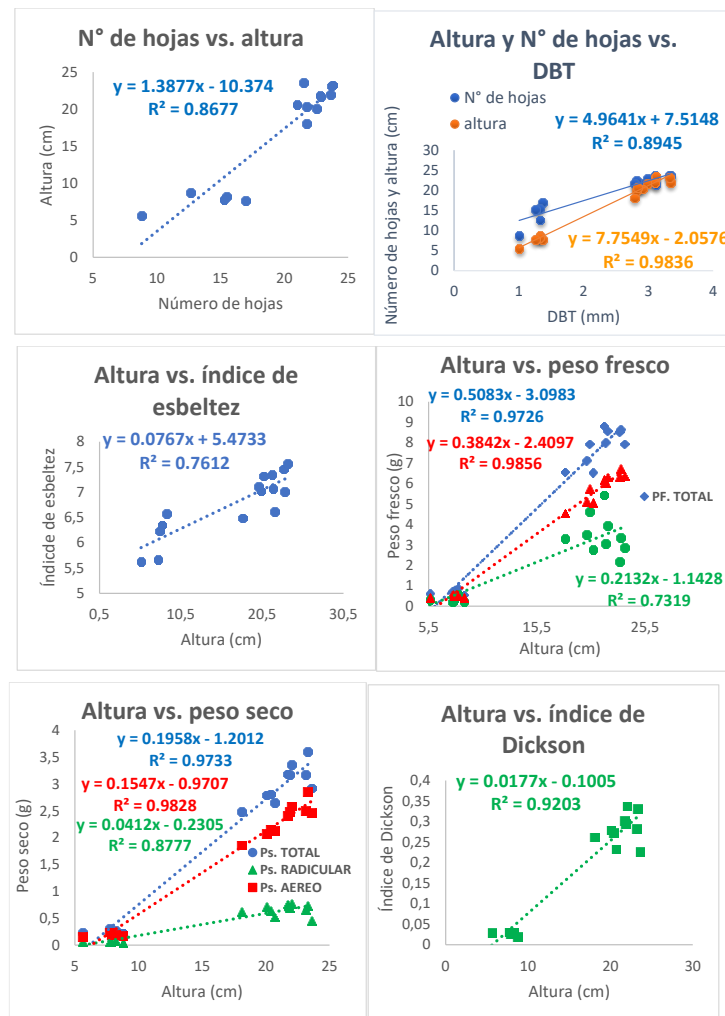 N° de hojas vs. altura
y = 1.3877x - 10.374
R² = 0.8677
Altura (cm)
25
20
15
10
5
0
5
10
15
20
25
Número de hojas
Altura y N° de hojas vs.
DBT
N° de hojas
altura
y = 4.9641x + 7.5148
R² = 0.8945
Número de hojas y altura (cm)
25
20
15
10
5
0
y = 7.7549x - 2.0576
R² = 0.9836
0
1
2
3
4
DBT (mm)
Altura vs. índice de
esbeltez
y = 0.0767x + 5.4733
R² = 0.7612
Índicde de esbeltez
8
7,5
7
6,5
6
5,5
5
0,5
10,5
20,5
30,5
Altura (cm)
Altura vs. peso fresco
y = 0.5083x - 3.0983
R² = 0.9726
y = 0.3842x - 2.4097
R² = 0.9856
Peso fresco (g)
10
9
8
7
6
5
4
3
2
1
0
PF. TOTAL
y = 0.2132x - 1.1428
R² = 0.7319
5,5
15,5
25,5
Altura (cm)
Altura vs. peso seco
y = 0.1958x - 1.2012
R² = 0.9733
y = 0.1547x - 0.9707
R² = 0.9828
y = 0.0412x - 0.2305
R² = 0.8777
Ps. TOTAL
Ps. RADICULAR
Ps. AEREO
Peso seco (g)
4
3,5
3
2,5
2
1,5
1
0,5
0
5
10
15
20
25
Altura (cm)
Altura vs. índice de
Dickson
y = 0.0177x - 0.1005
R² = 0.9203
Índice de Dickson
0,4
0,35
0,3
0,25
0,2
0,15
0,1
0,05
0
0
10
20
30
Altura (cm)